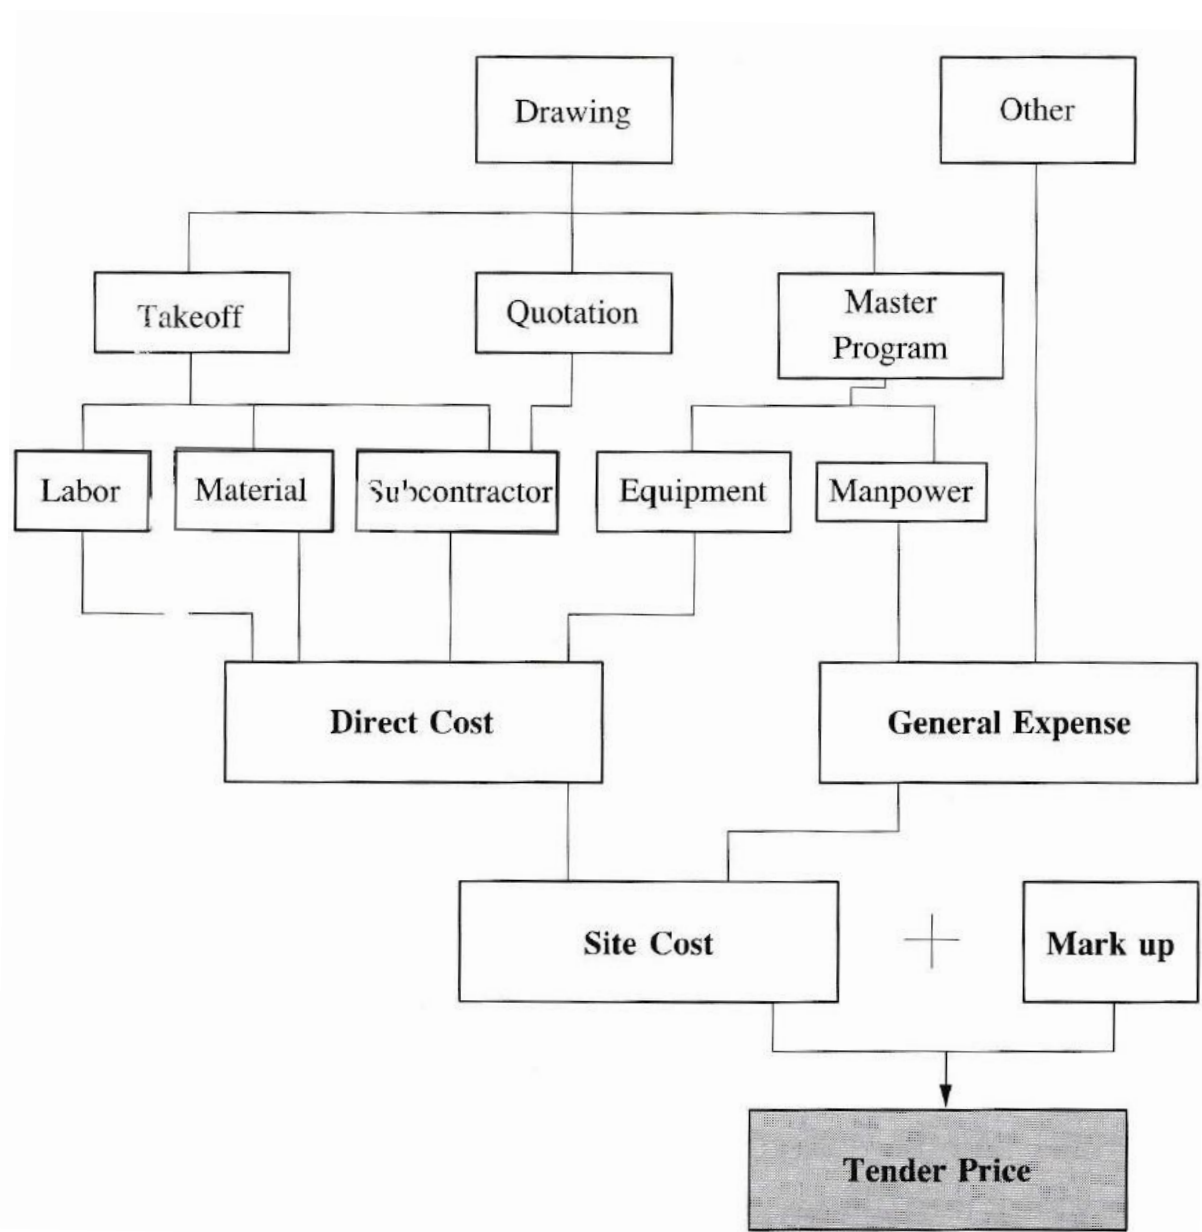 Drawing
Other
Takeoff
Quotation
Master
Program
Labor
Material
Subcontractor
Equipment
Manpower
Direct Cost
General Expense
Site Cost
+
Mark up
Tender Price